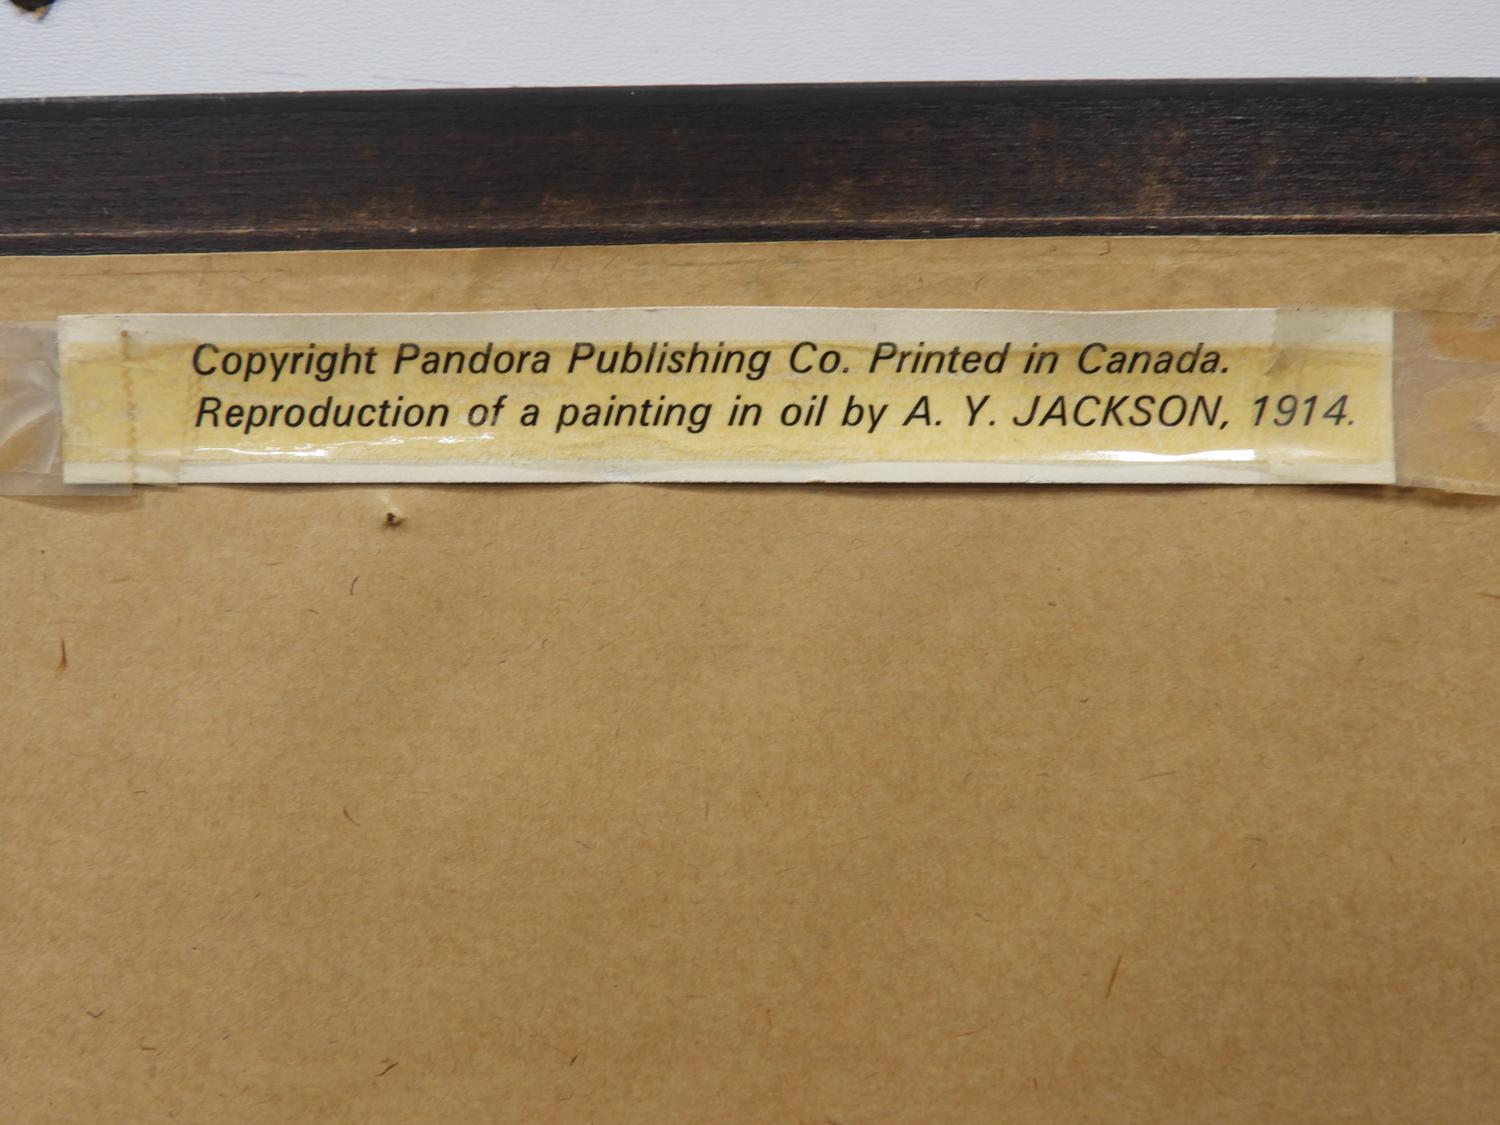 Copyright Pandora Publishing Co. Printed in Canada.
Reproduction of a painting in oil by A. Y. JACKSON, 1914.